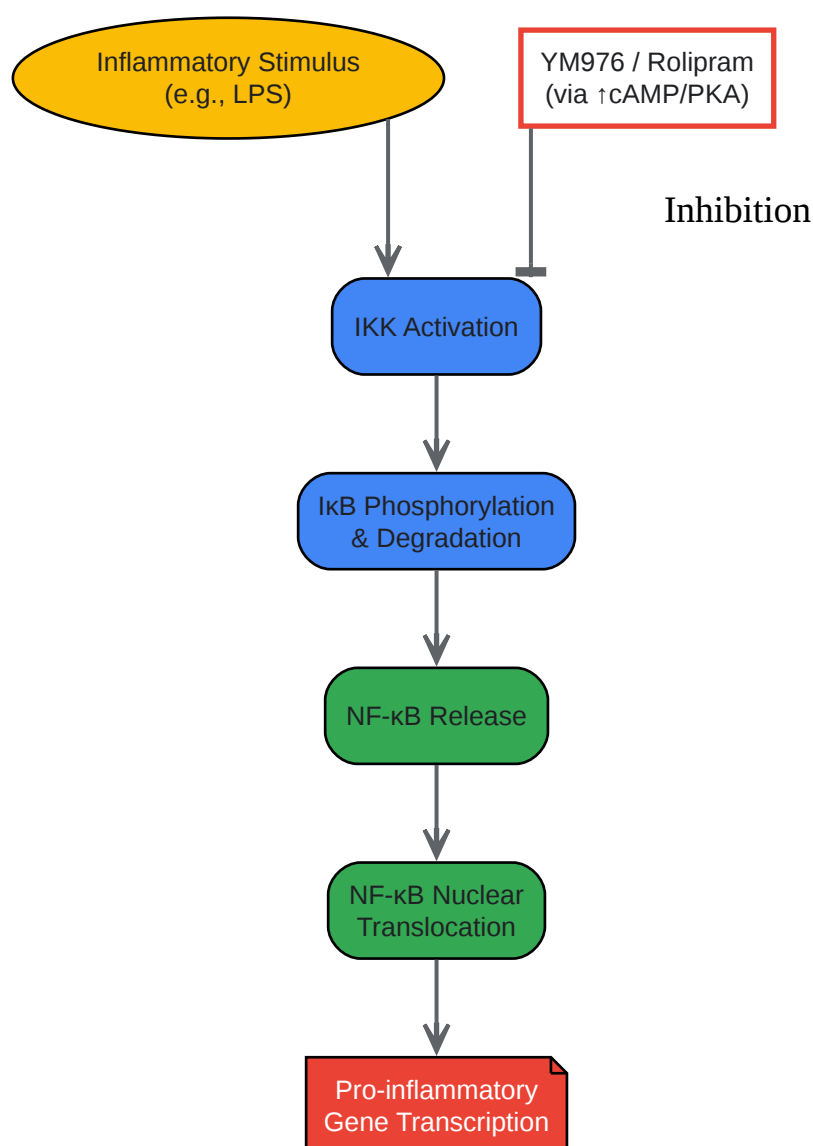 Inflammatory Stimulus
(e.g., LPS)
YM976 / Rolipram
(via ↑cAMP/PKA)
Inhibition
IKK Activation
IκB Phosphorylation
& Degradation
NF-κB Release
NF-κB Nuclear
Translocation
Pro-inflammatory
Gene Transcription